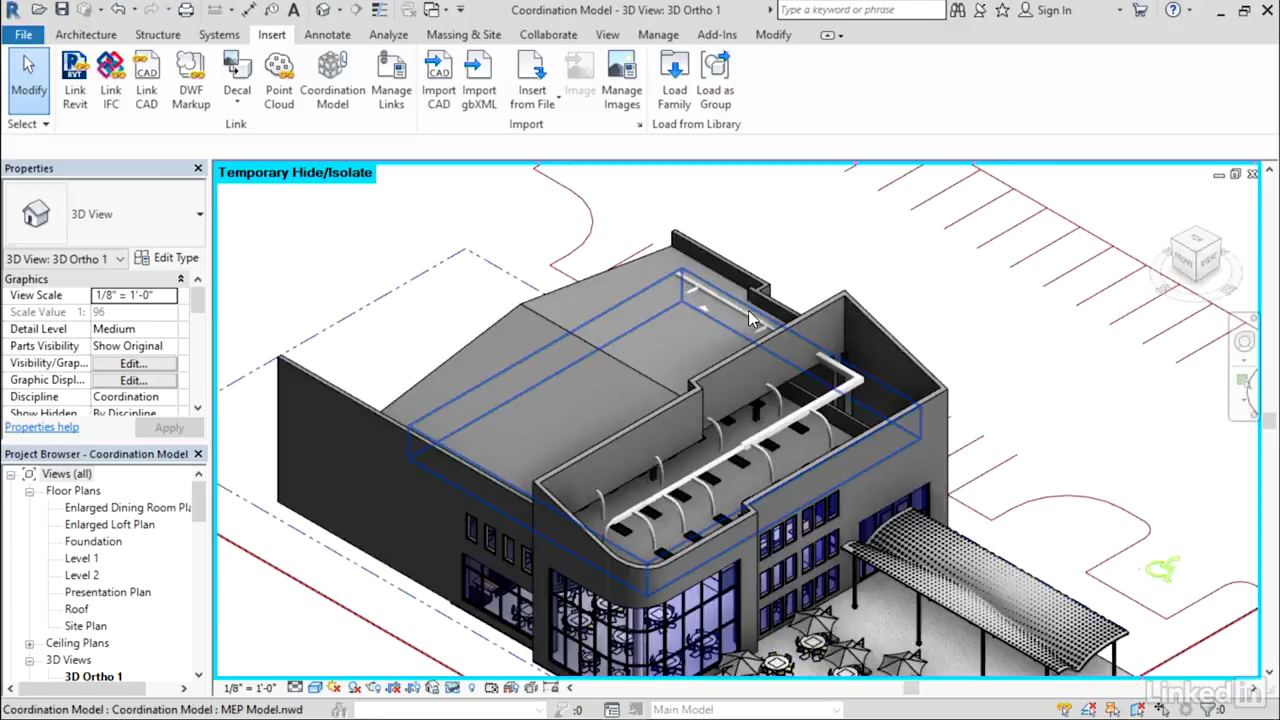 Coordination Model - 3D View: 3D Ortho 1
Type a keyword or phrase
Sign In
File
Architecture
Structure
Systems
Insert
Annotate
Analyze
Massing & Site
Collaborate
View
Manage
Add-Ins
Modify
Modify
Link Revit
Link IFC
Link CAD
DWF Markup
Decal
Point Cloud
Coordination Model
Manage Links
Import CAD
Import gbXML
Insert from File
Image
Manage Images
Load Family
Load as Group
Select
Link
Import
Load from Library
Properties
3D View
3D View: 3D Ortho 1
Edit Type
Graphics
View Scale
1/8" = 1'-0"
Scale Value 1:
96
Detail Level
Medium
Parts Visibility
Show Original
Visibility/Grap...
Edit...
Graphic Displ...
Edit...
Discipline
Coordination
Show Hidden
By Discipline
Properties help
Apply
Project Browser - Coordination Model
Views (all)
Floor Plans
Enlarged Dining Room Pl
Enlarged Loft Plan
Foundation
Level 1
Level 2
Presentation Plan
Roof
Site Plan
Ceiling Plans
3D Views
3D Ortho 1
Temporary Hide/Isolate
TOP
FRONT
RIGHT
1/8" = 1'-0"
Coordination Model : Coordination Model : MEP Model.nwd
:0
Main Model
:0
Linked in